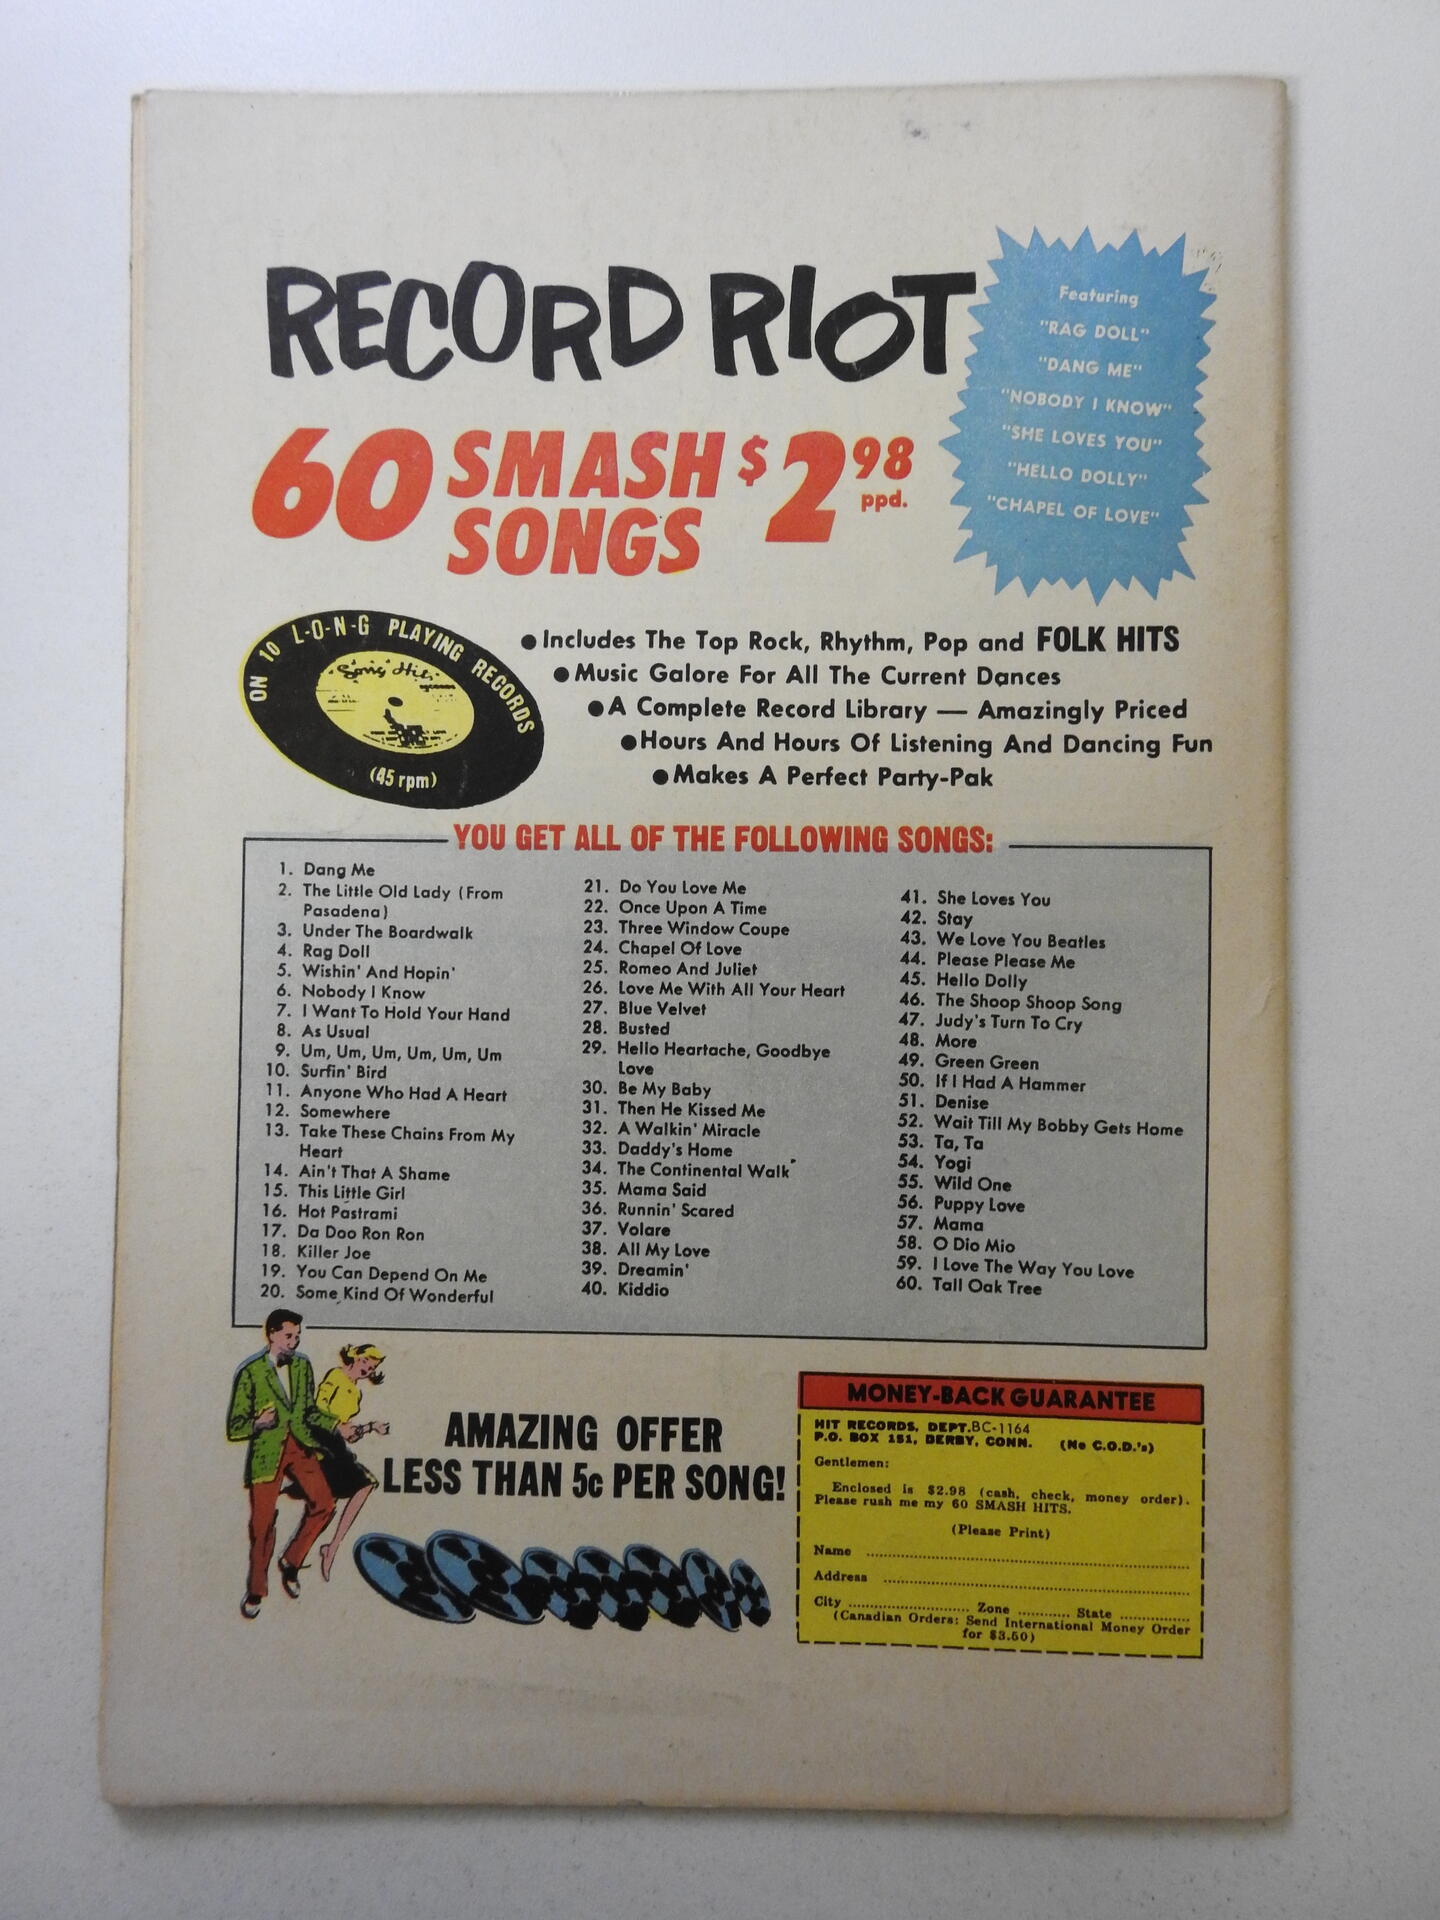 RECORD RIOT
Featuring
"RAG DOLL"
"DANG ME"
"NOBODY I KNOW"
"SHE LOVES YOU"
"HELLO DOLLY"
"CHAPEL OF LOVE"
60 SMASH SONGS $2.98 ppd.
ON 10 L-O-N-G PLAYING RECORDS
"Song Hits"
(45 rpm)
● Includes The Top Rock, Rhythm, Pop and FOLK HITS
● Music Galore For All The Current Dances
● A Complete Record Library — Amazingly Priced
● Hours And Hours Of Listening And Dancing Fun
● Makes A Perfect Party-Pak
YOU GET ALL OF THE FOLLOWING SONGS:
1. Dang Me
2. The Little Old Lady (From
Pasadena)
3. Under The Boardwalk
4. Rag Doll
5. Wishin' And Hopin'
6. Nobody I Know
7. I Want To Hold Your Hand
8. As Usual
9. Um, Um, Um, Um, Um, Um
10. Surfin' Bird
11. Anyone Who Had A Heart
12. Somewhere
13. Take These Chains From My
Heart
14. Ain't That A Shame
15. This Little Girl
16. Hot Pastrami
17. Da Doo Ron Ron
18. Killer Joe
19. You Can Depend On Me
20. Some Kind Of Wonderful
21. Do You Love Me
22. Once Upon A Time
23. Three Window Coupe
24. Chapel Of Love
25. Romeo And Juliet
26. Love Me With All Your Heart
27. Blue Velvet
28. Busted
29. Hello Heartache, Goodbye
Love
30. Be My Baby
31. Then He Kissed Me
32. A Walkin' Miracle
33. Daddy's Home
34. The Continental Walk
35. Mama Said
36. Runnin' Scared
37. Volare
38. All My Love
39. Dreamin'
40. Kiddio
41. She Loves You
42. Stay
43. We Love You Beatles
44. Please Please Me
45. Hello Dolly
46. The Shoop Shoop Song
47. Judy's Turn To Cry
48. More
49. Green Green
50. If I Had A Hammer
51. Denise
52. Wait Till My Bobby Gets Home
53. Ta, Ta
54. Yogi
55. Wild One
56. Puppy Love
57. Mama
58. O Dio Mio
59. I Love The Way You Love
60. Tall Oak Tree
AMAZING OFFER
LESS THAN 5c PER SONG!
MONEY-BACK GUARANTEE
HIT RECORDS, DEPT.BC-1164
P.O. BOX 151, DERBY, CONN. (No C.O.D.'s)
Gentlemen:
Enclosed is $2.98 (cash, check, money order).
Please rush me my 60 SMASH HITS.
(Please Print)
Name
Address
City Zone State
(Canadian Orders: Send International Money Order
for $3.50)